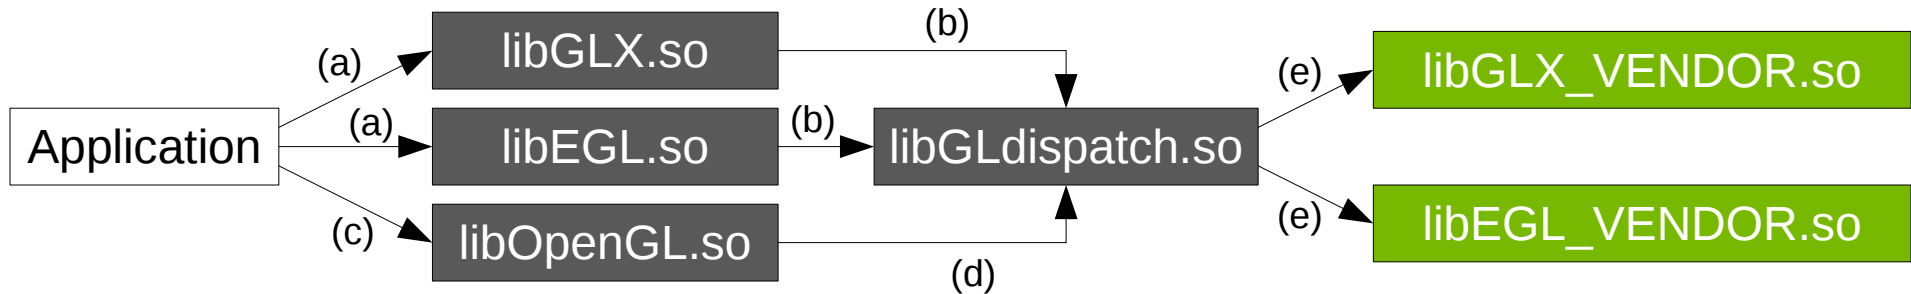 Application
(a)
(a)
(c)
libGLX.so
libEGL.so
libOpenGL.so
(b)
(b)
(d)
libGLdispatch.so
(e)
(e)
libGLX_VENDOR.so
libEGL_VENDOR.so